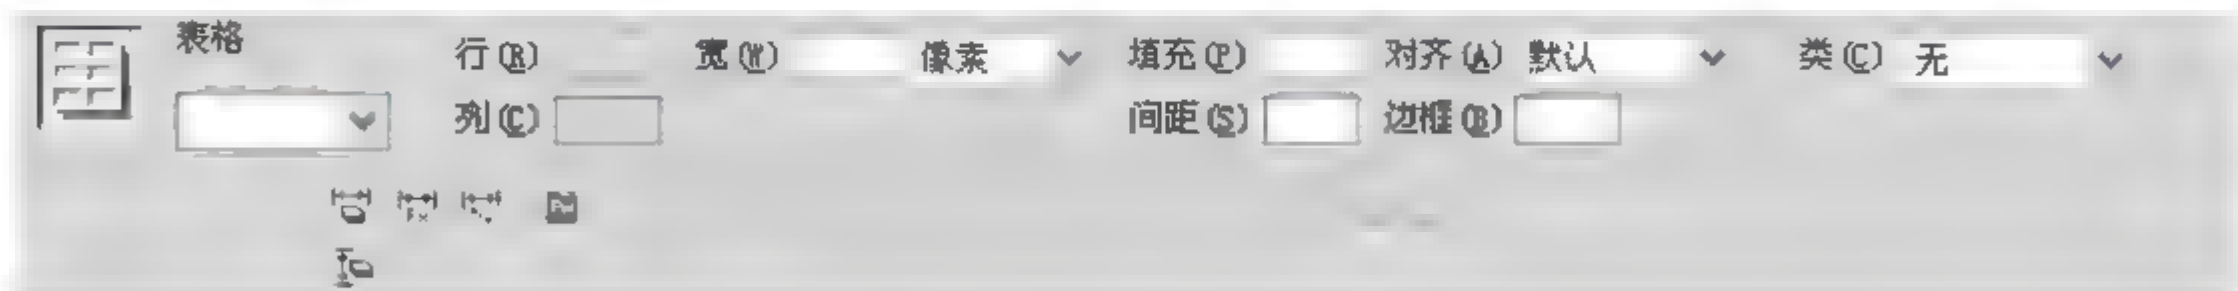 表格
行(R) 宽(W) 像素 填充(P) 对齐(A) 默认 类(C) 无
列(C) 间距(S) 边框(B)